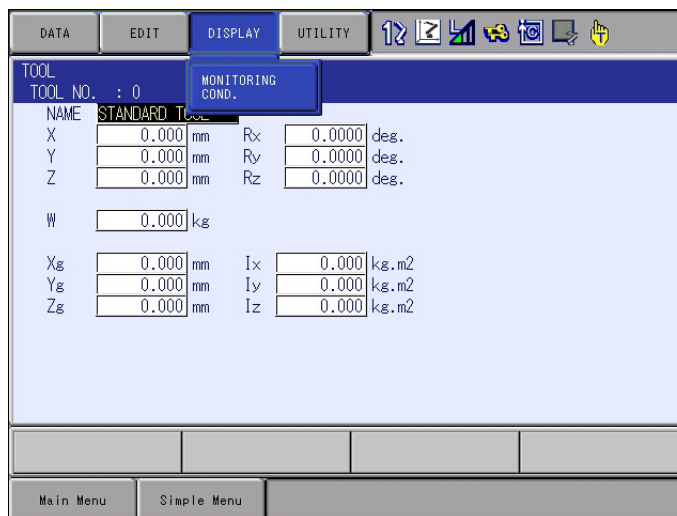 DATA EDIT DISPLAY UTILITY
TOOL
MONITORING
COND.
TOOL NO. : 0
NAME STANDARD
X 0.000 mm Rx 0.0000 deg.
Y 0.000 mm Ry 0.0000 deg.
Z 0.000 mm Rz 0.0000 deg.
W 0.000 kg
Xg 0.000 mm Ix 0.000 kg.m2
Yg 0.000 mm Iy 0.000 kg.m2
Zg 0.000 mm Iz 0.000 kg.m2
Main Menu Simple Menu